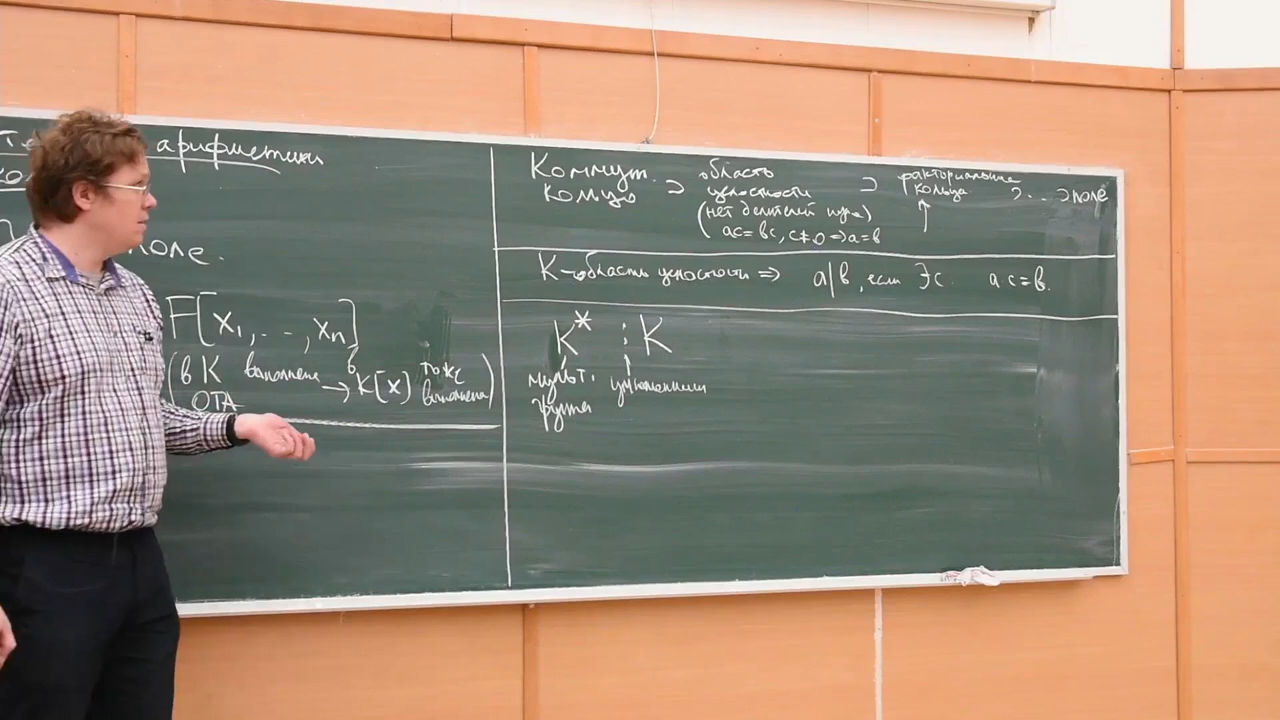 арифметики
поле.
F[x₁, ..., xₙ]
(в K выполнена → K[x] тоже выполнена)
ОТА
Коммут. ⊃ область ⊃ факториальные ⊃ ... ⊃ поле
кольцо целостности кольца
(нет делителей нуля)
(ac = bc, c ≠ 0 ⇒ a = b
↑
K – область целостности ⇒ a|b, если ∃c ac = b.
K* : K
мульт.
группа